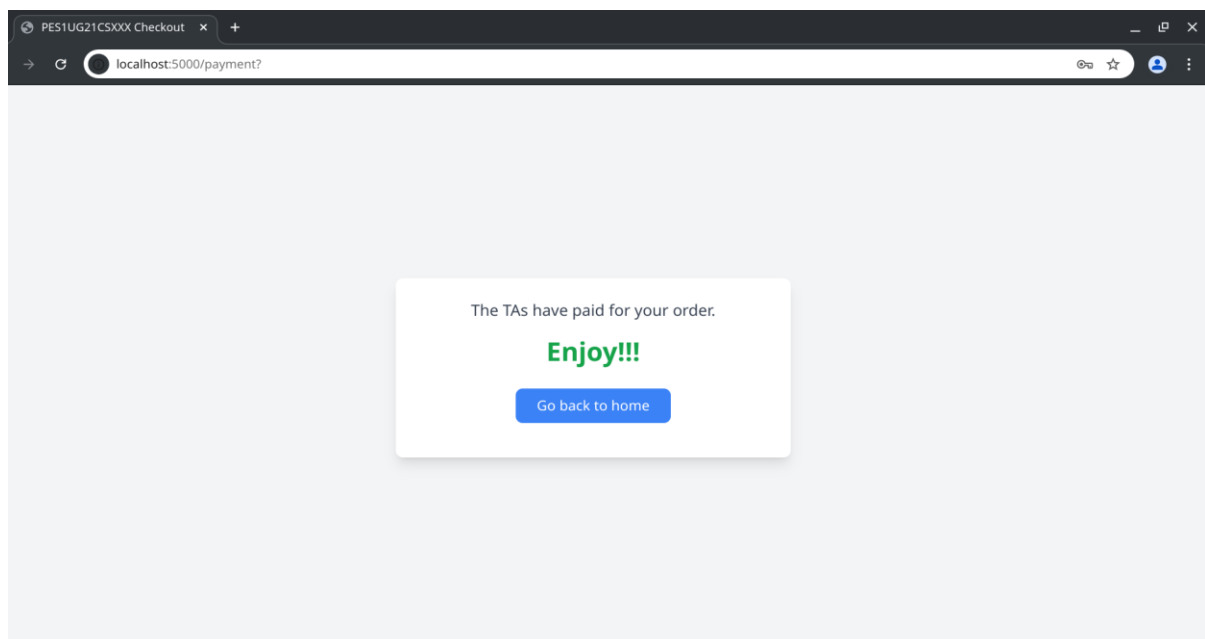 PES1UG21CSXXX Checkout
localhost:5000/payment?
The TAs have paid for your order.
Enjoy!!!
Go back to home